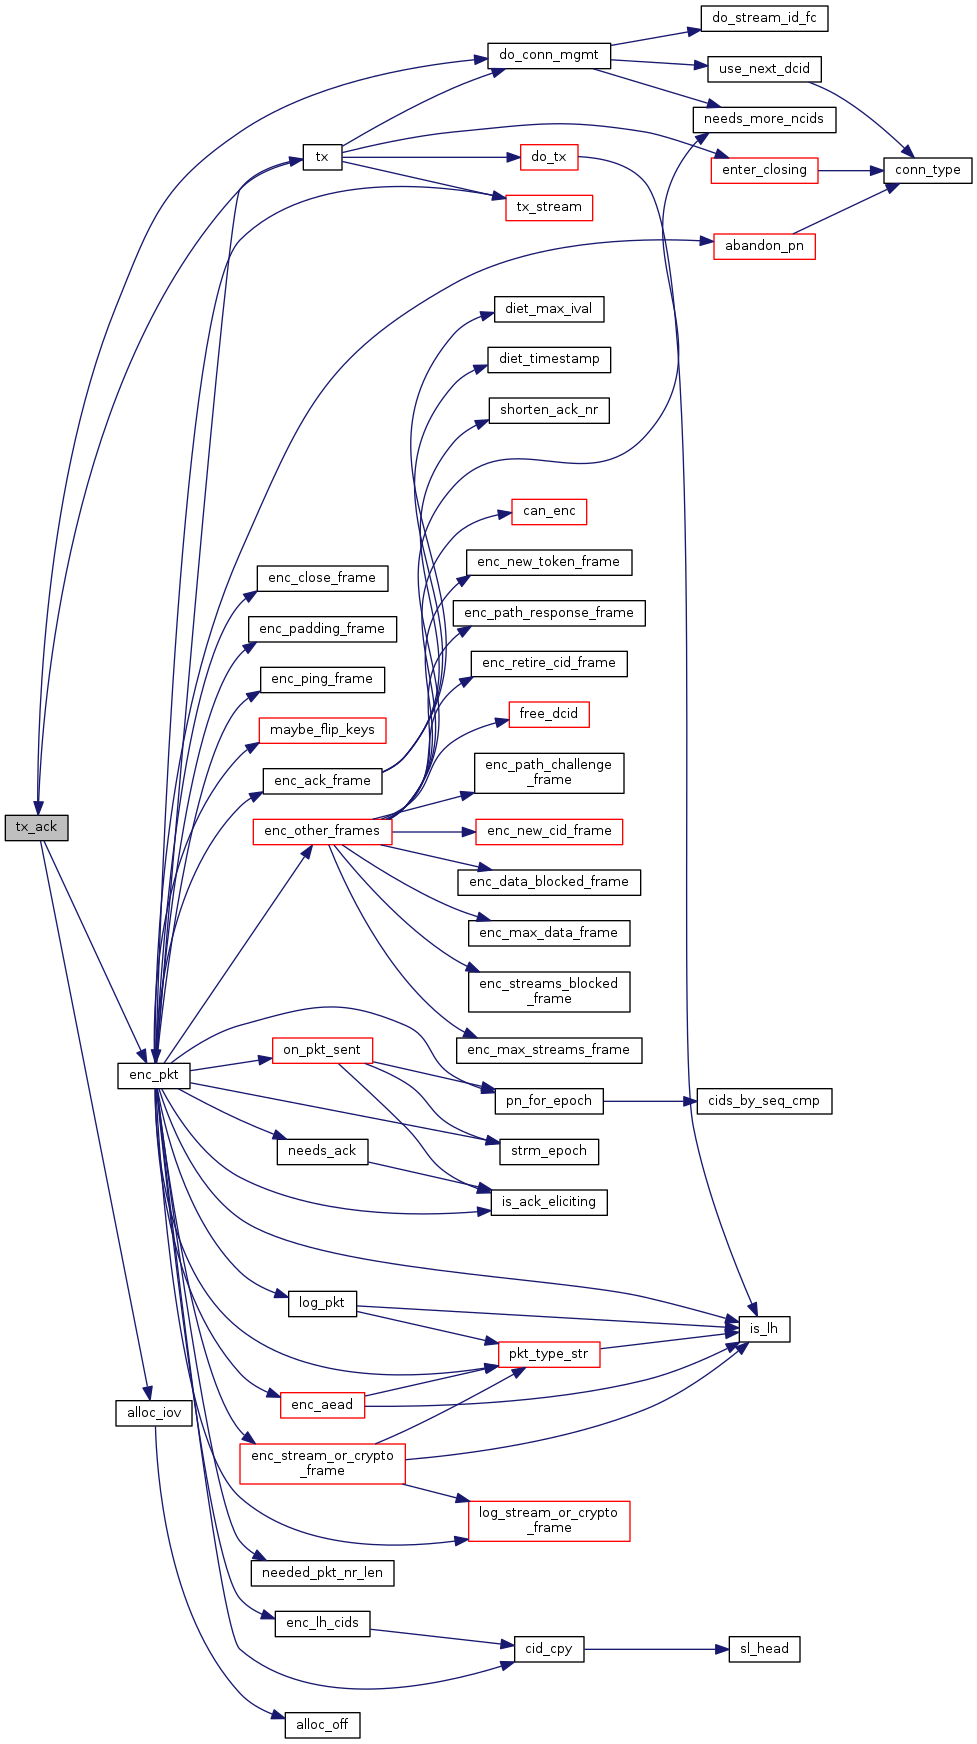 do_stream_id_fc
do_conn_mgmt
use_next_dcid
needs_more_ncids
tx
do_tx
enter_closing
conn_type
tx_stream
abandon_pn
diet_max_ival
diet_timestamp
shorten_ack_nr
can_enc
enc_new_token_frame
enc_close_frame
enc_path_response_frame
enc_padding_frame
enc_retire_cid_frame
enc_ping_frame
free_dcid
maybe_flip_keys
enc_path_challenge
_frame
enc_ack_frame
tx_ack
enc_other_frames
enc_new_cid_frame
enc_data_blocked_frame
enc_max_data_frame
enc_streams_blocked
_frame
on_pkt_sent
enc_max_streams_frame
enc_pkt
pn_for_epoch
cids_by_seq_cmp
needs_ack
strm_epoch
is_ack_eliciting
log_pkt
is_lh
pkt_type_str
enc_aead
alloc_iov
enc_stream_or_crypto
_frame
log_stream_or_crypto
_frame
needed_pkt_nr_len
enc_lh_cids
cid_cpy
sl_head
alloc_off